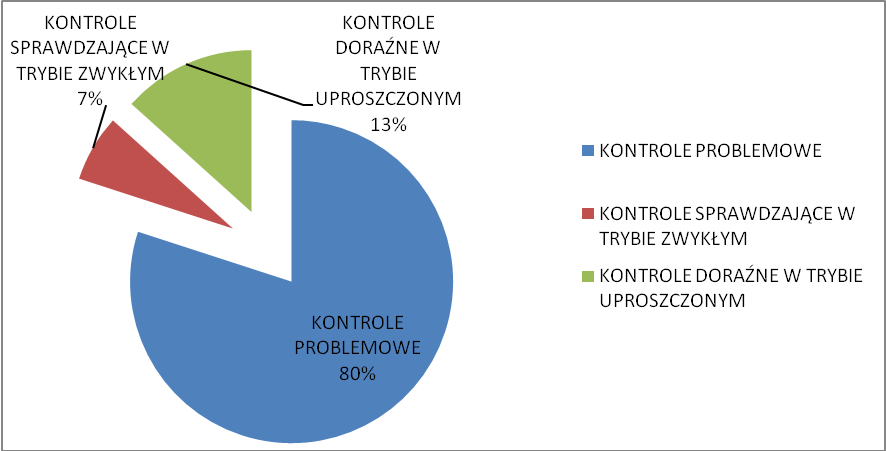 KONTROLE
SPRAWDZAJĄCE W
TRYBIE ZWYKŁYM
7%
KONTROLE
DORAŹNE W
TRYBIE
UPROSZCZONYM
13%
KONTROLE
PROBLEMOWE
80%
KONTROLE PROBLEMOWE
KONTROLE SPRAWDZAJĄCE W
TRYBIE ZWYKŁYM
KONTROLE DORAŹNE W TRYBIE
UPROSZCZONYM